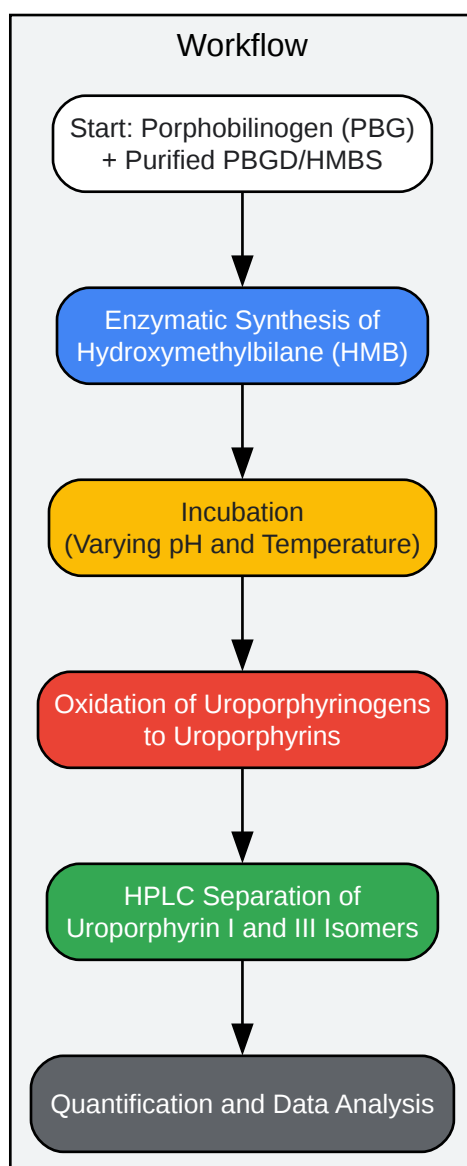 Workflow
Start: Porphobilinogen (PBG)
+ Purified PBGD/HMBS
Enzymatic Synthesis of
Hydroxymethylbilane (HMB)
Incubation
(Varying pH and Temperature)
Oxidation of Uroporphyrinogens
to Uroporphyrins
HPLC Separation of
Uroporphyrin I and III Isomers
Quantification and Data Analysis